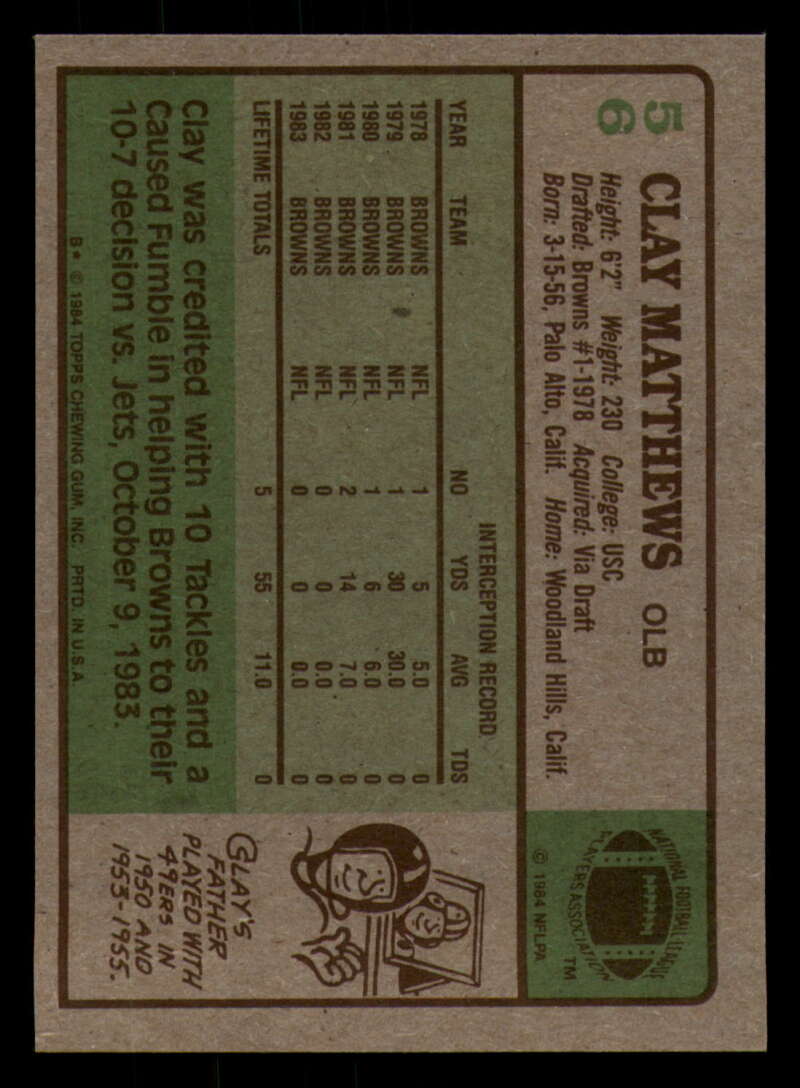 56
CLAY MATTHEWS OLB
Height: 6'2" Weight: 230 College: USC
Drafted: Browns #1-1978 Acquired: Via Draft
Born: 3-15-56, Palo Alto, Calif. Home: Woodland Hills, Calif.
NATIONAL FOOTBALL LEAGUE
PLAYERS ASSOCIATION
TM
© 1984 NFLPA
INTERCEPTION RECORD
YEAR TEAM NO YDS AVG TDS
1978 BROWNS NFL 1 5 5.0 0
1979 BROWNS NFL 1 30 30.0 0
1980 BROWNS NFL 1 6 6.0 0
1981 BROWNS NFL 2 14 7.0 0
1982 BROWNS NFL 0 0 0.0 0
1983 BROWNS NFL 0 0 0.0 0
LIFETIME TOTALS 5 55 11.0 0
Clay was credited with 10 Tackles and a
Caused Fumble in helping Browns to their
10-7 decision vs. Jets, October 9, 1983.
B* © 1984 TOPPS CHEWING GUM, INC. PRTD. IN U.S.A.
CLAY'S
FATHER
PLAYED WITH
49ERS IN
1950 AND
1953-1955.